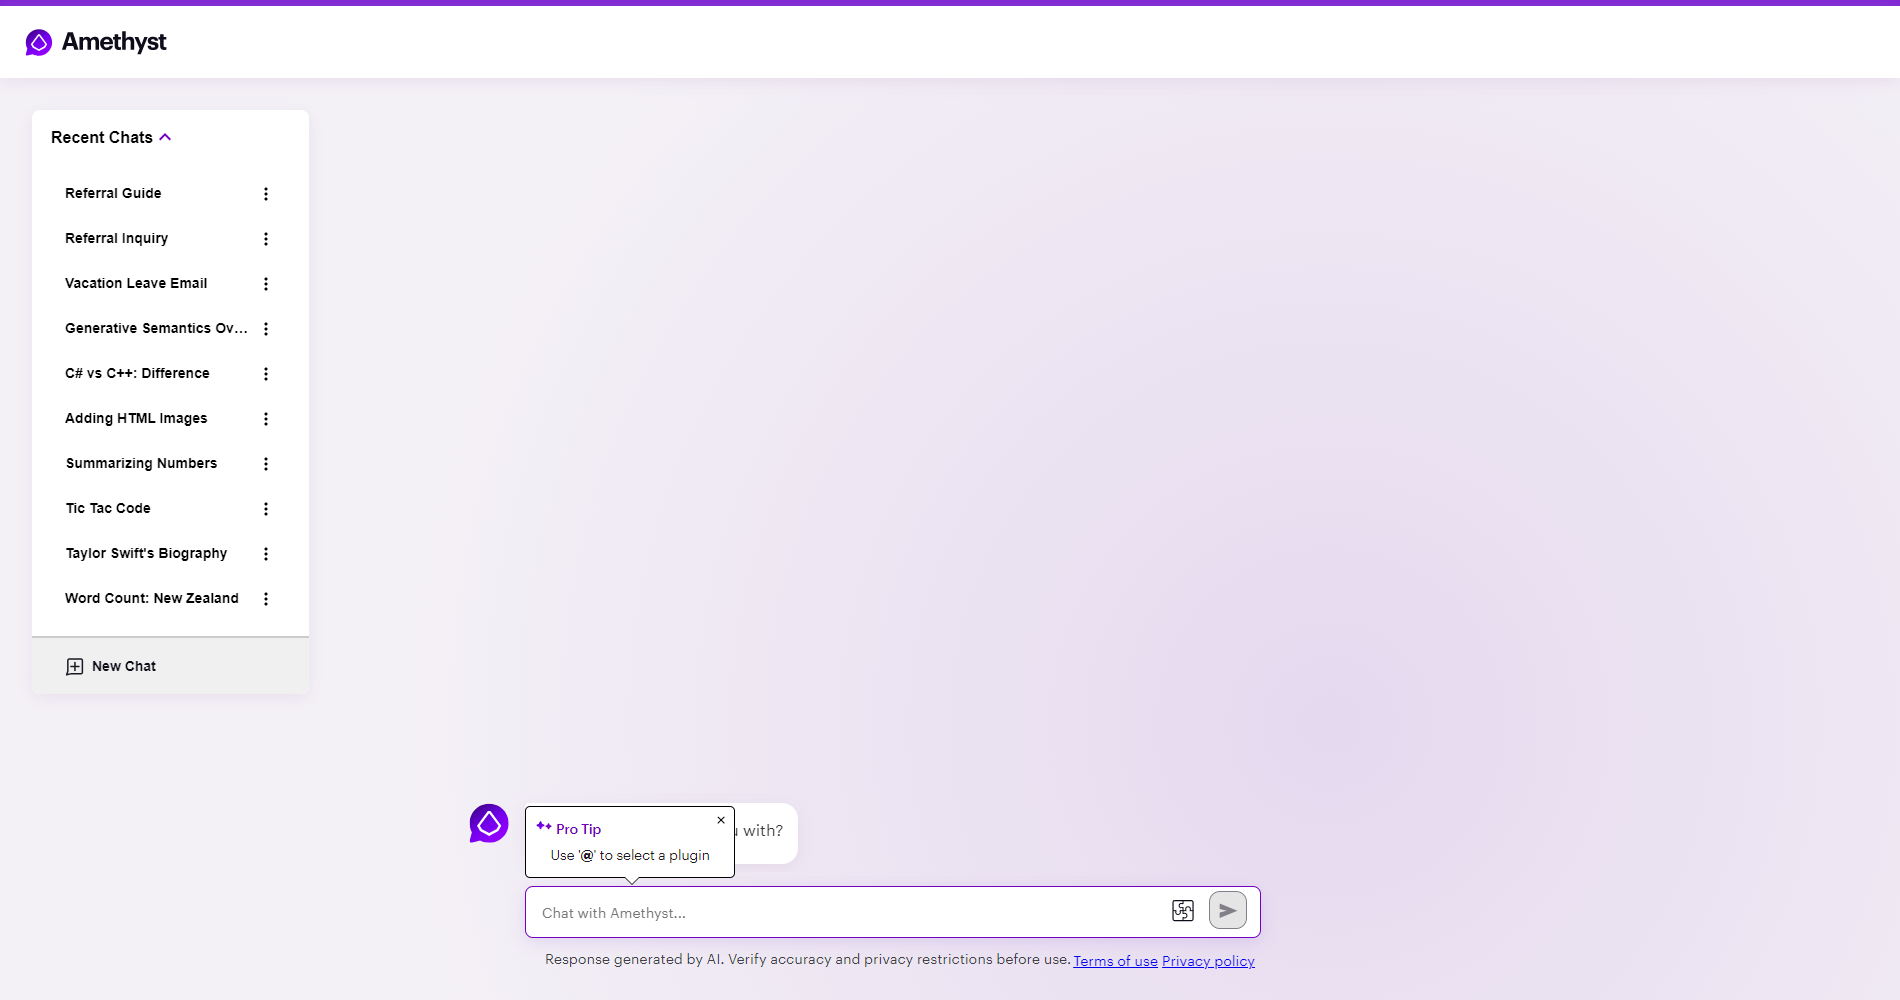 Amethyst
Recent Chats
Referral Guide
Referral Inquiry
Vacation Leave Email
Generative Semantics Ov...
C# vs C++: Difference
Adding HTML Images
Summarizing Numbers
Tic Tac Code
Taylor Swift's Biography
Word Count: New Zealand
New Chat
Pro Tip
with?
Use '@' to select a plugin
Chat with Amethyst...
Response generated by AI. Verify accuracy and privacy restrictions before use. Terms of use Privacy policy